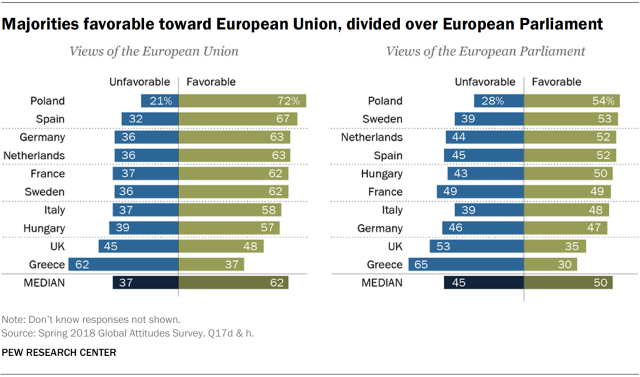 Majorities favorable toward European Union, divided over European Parliament
Views of the European Union
Unfavorable Favorable
Poland 21% 72%
Spain 32 67
Germany 36 63
Netherlands 36 63
France 37 62
Sweden 36 62
Italy 37 58
Hungary 39 57
UK 45 48
Greece 62 37
MEDIAN 37 62
Views of the European Parliament
Unfavorable Favorable
Poland 28% 54%
Sweden 39 53
Netherlands 44 52
Spain 45 52
Hungary 43 50
France 49 49
Italy 39 48
Germany 46 47
UK 53 35
Greece 65 30
MEDIAN 45 50
Note: Don’t know responses not shown.
Source: Spring 2018 Global Attitudes Survey. Q17d & h.
PEW RESEARCH CENTER